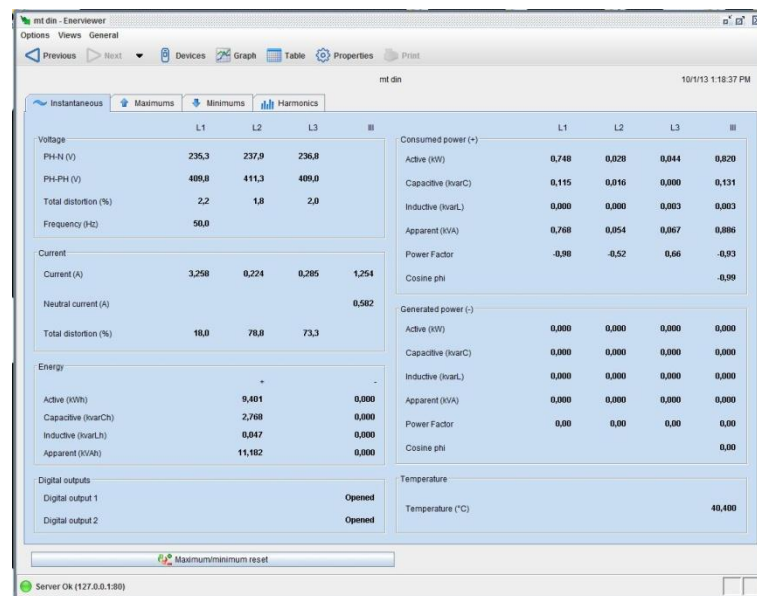 mt din - Enerviewer
Options Views General
Previous Next Devices Graph Table Properties Print
mt din 10/1/13 1:18:37 PM
Instantaneous Maximums Minimums Harmonics
Voltage L1 L2 L3 III
PH-N (V) 235,3 237,9 236,8
PH-PH (V) 409,8 411,3 409,0
Total distortion (%) 2,2 1,8 2,0
Frequency (Hz) 50,0
Current
Current (A) 3,258 0,224 0,285 1,254
Neutral current (A) 0,582
Total distortion (%) 18,0 78,8 73,3
Energy
+ -
Active (kWh) 9,401 0,000
Capacitive (kvarCh) 2,768 0,000
Inductive (kvarLh) 0,047 0,000
Apparent (kVAh) 11,182 0,000
Digital outputs
Digital output 1 Opened
Digital output 2 Opened
Consumed power (+) L1 L2 L3 III
Active (kW) 0,748 0,028 0,044 0,820
Capacitive (kvarC) 0,115 0,016 0,000 0,131
Inductive (kvarL) 0,000 0,000 0,003 0,003
Apparent (kVA) 0,768 0,054 0,067 0,886
Power Factor -0,98 -0,52 0,66 -0,93
Cosine phi -0,99
Generated power (-)
Active (kW) 0,000 0,000 0,000 0,000
Capacitive (kvarC) 0,000 0,000 0,000 0,000
Inductive (kvarL) 0,000 0,000 0,000 0,000
Apparent (kVA) 0,000 0,000 0,000 0,000
Power Factor 0,00 0,00 0,00 0,00
Cosine phi 0,00
Temperature
Temperature (°C) 40,400
Maximum/minimum reset
Server Ok (127.0.0.1:80)